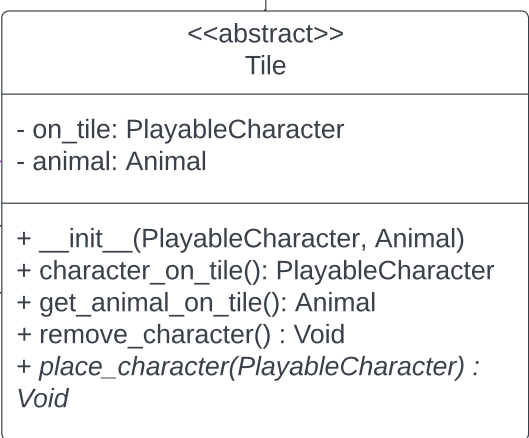 <<abstract>>
Tile
- on_tile: PlayableCharacter
- animal: Animal
+ __init__(PlayableCharacter, Animal)
+ character_on_tile(): PlayableCharacter
+ get_animal_on_tile(): Animal
+ remove_character() : Void
+ place_character(PlayableCharacter) :
Void